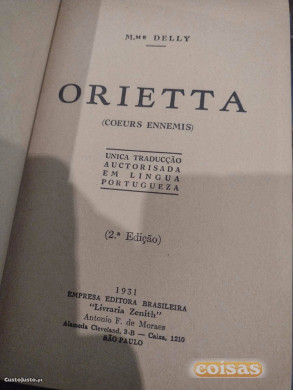 M.ME DELLY
ORIETTA
(COEURS ENNEMIS)
UNICA TRADUCÇÃO
AUCTORISADA
EM LINGUA
PORTUGUEZA
(2.ª Edição)
1931
EMPRESA EDITORA BRASILEIRA
"Livraria Zenith"
Antonio F. de Moraes
Alameda Cleveland, 3-B — Caixa, 1210
SÃO PAULO
CustoJusto.pt
coisas